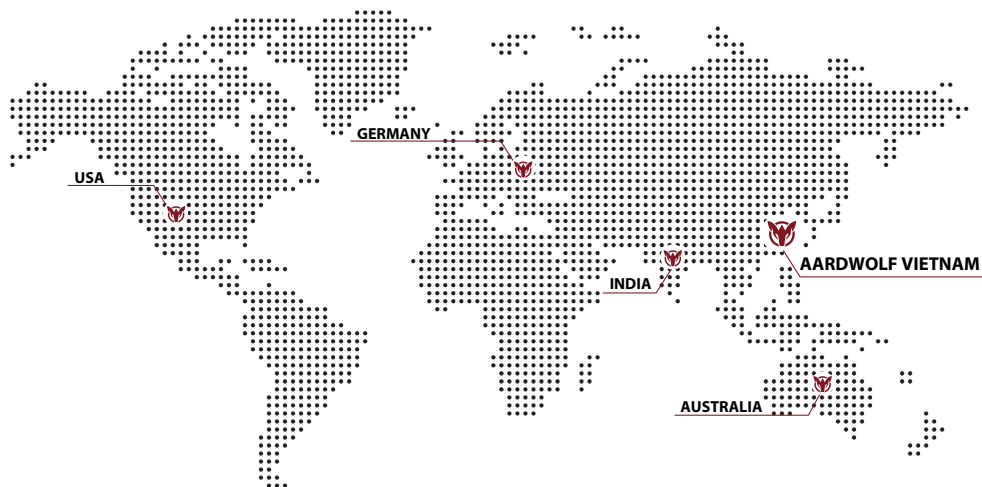 GERMANY
USA
AARDWOLF VIETNAM
INDIA
AUSTRALIA